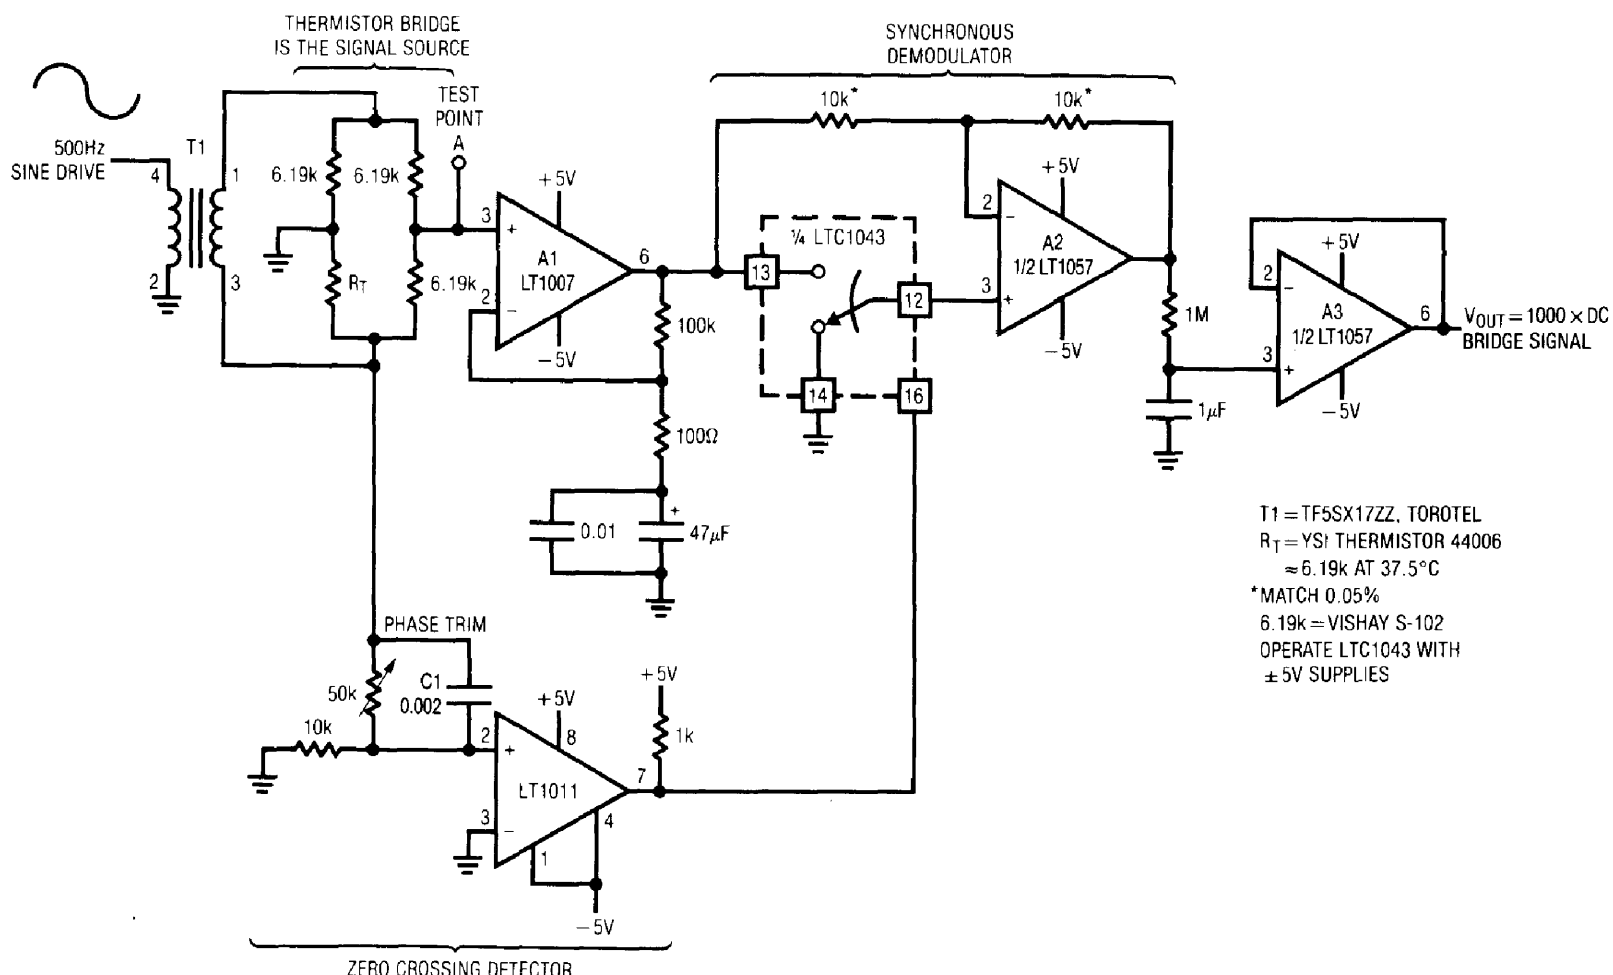 THERMISTOR BRIDGE
IS THE SIGNAL SOURCE
SYNCHRONOUS
DEMODULATOR
TEST
POINT
A
500Hz
SINE DRIVE
T1
4
2
1
3
6.19k
6.19k
RT
6.19k
3
+
2
−
A1
LT1007
+5V
−5V
6
100k
100Ω
0.01
+
47μF
10k*
10k*
¼ LTC1043
13
12
14
16
2
−
3
+
A2
1/2 LT1057
+5V
−5V
1M
1μF
2
−
3
+
A3
1/2 LT1057
+5V
−5V
6
VOUT = 1000 × DC
BRIDGE SIGNAL
T1 = TF5SX17ZZ, TOROTEL
RT = YSI THERMISTOR 44006
≈ 6.19k AT 37.5°C
*MATCH 0.05%
6.19k = VISHAY S-102
OPERATE LTC1043 WITH
±5V SUPPLIES
PHASE TRIM
50k
C1
0.002
10k
2
+
3
−
LT1011
+5V
8
7
4
1
−5V
+5V
1k
ZERO CROSSING DETECTOR